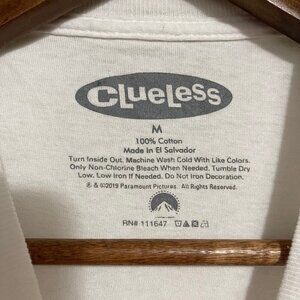 Clueless
M
100% Cotton
Made in El Salvador
Turn Inside Out. Machine Wash Cold With Like Colors.
Only Non-Chlorine Bleach When Needed. Tumble Dry
Low. Low Iron If Needed. Do Not Iron Decoration.
® & ©2019 Paramount Pictures. All Rights Reserved.
RN# 111647